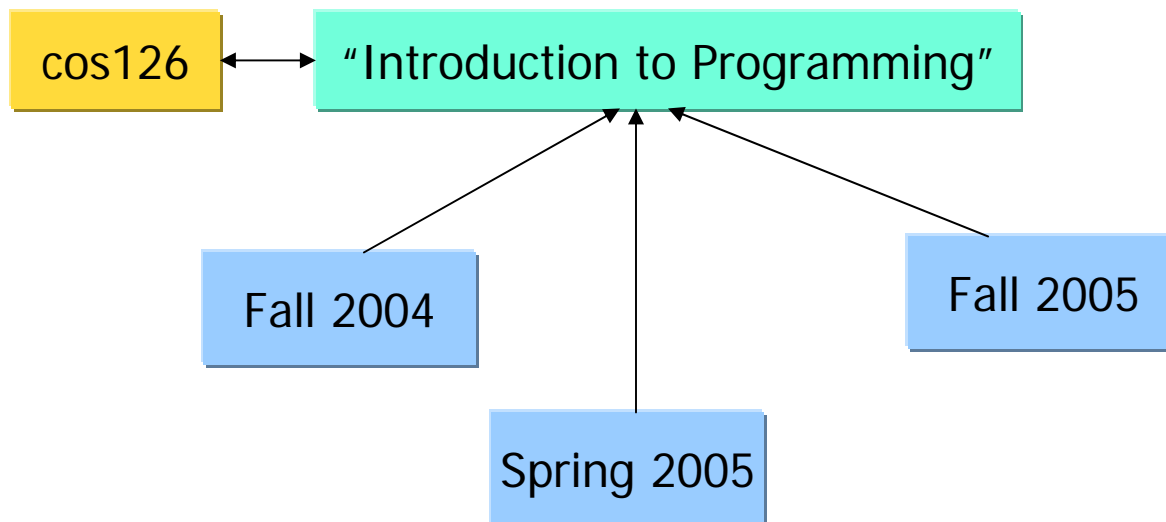 cos126
“Introduction to Programming”
Fall 2004
Fall 2005
Spring 2005